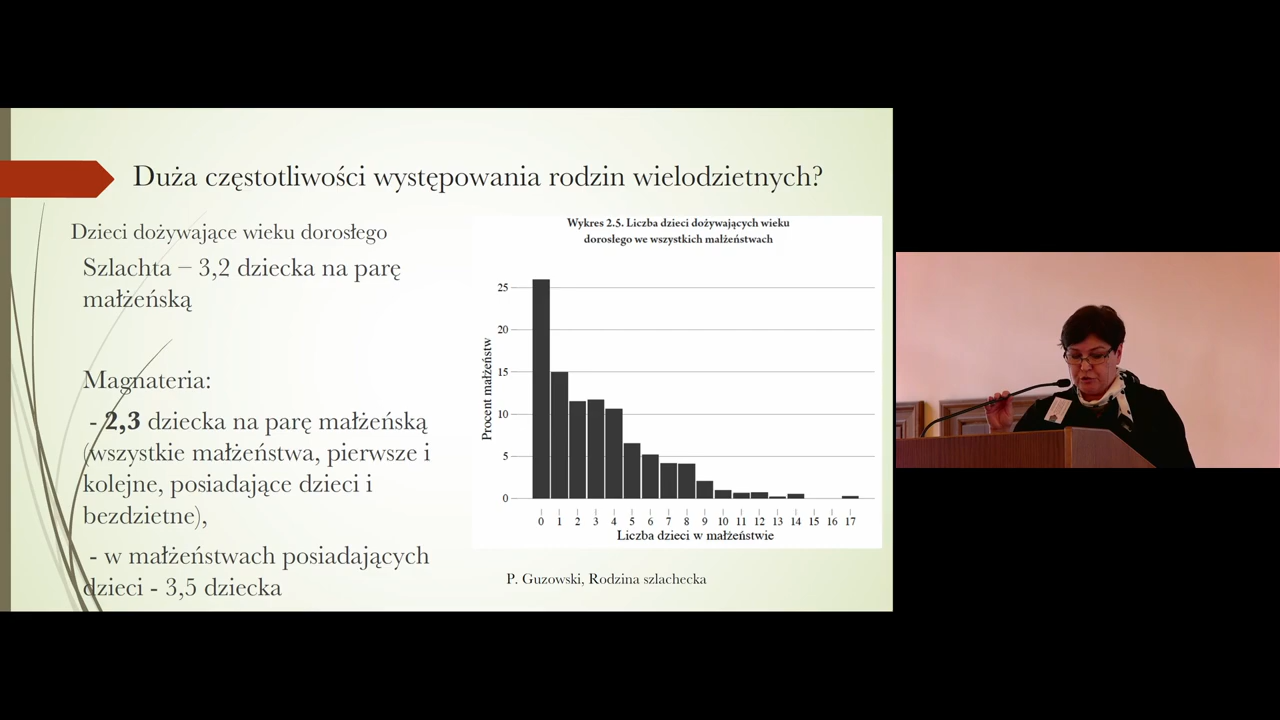 Duża częstotliwości występowania rodzin wielodzietnych?
Dzieci dożywające wieku dorosłego
Szlachta – 3,2 dziecka na parę
małżeńską
Magnateria:
- 2,3 dziecka na parę małżeńską
(wszystkie małżeństwa, pierwsze i
kolejne, posiadające dzieci i
bezdzietne),
- w małżeństwach posiadających
dzieci - 3,5 dziecka
Wykres 2.5. Liczba dzieci dożywających wieku
dorosłego we wszystkich małżeństwach
Procent małżeństw
25
20
15
10
5
0
0 1 2 3 4 5 6 7 8 9 10 11 12 13 14 15 16 17
Liczba dzieci w małżeństwie
P. Guzowski, Rodzina szlachecka